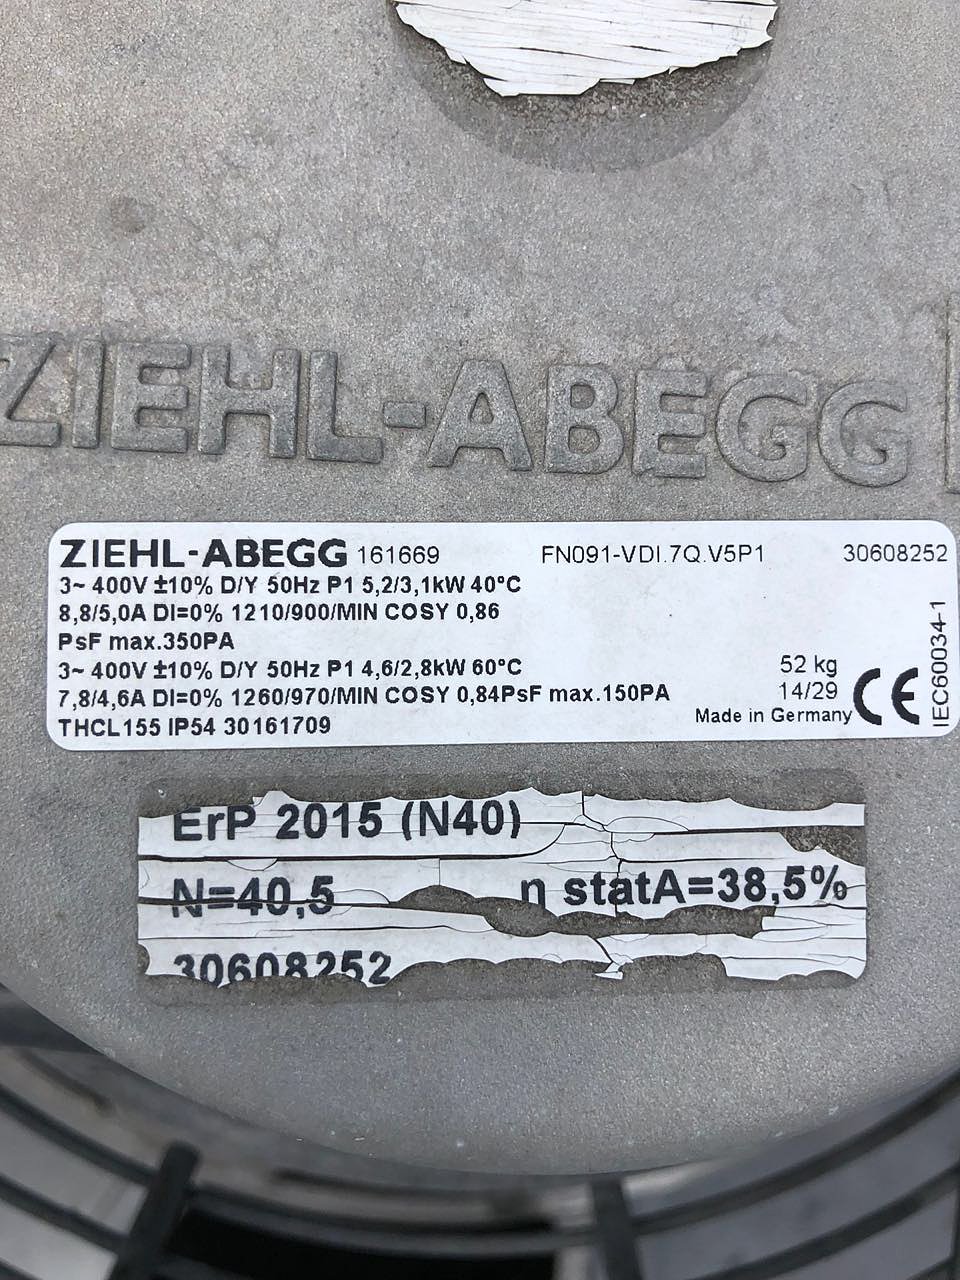 ZIEHL-ABEGG
ZIEHL-ABEGG 161669 FN091-VDI.7Q.V5P1 30608252
3~ 400V ±10% D/Y 50Hz P1 5,2/3,1kW 40°C
8,8/5,0A DI=0% 1210/900/MIN COSY 0,86
PsF max.350PA
3~ 400V ±10% D/Y 50Hz P1 4,6/2,8kW 60°C 52 kg
7,8/4,6A DI=0% 1260/970/MIN COSY 0,84PsF max.150PA 14/29
THCL155 IP54 30161709 Made in Germany CE
IEC60034-1
ErP 2015 (N40)
N=40,5 η statA=38,5%
30608252